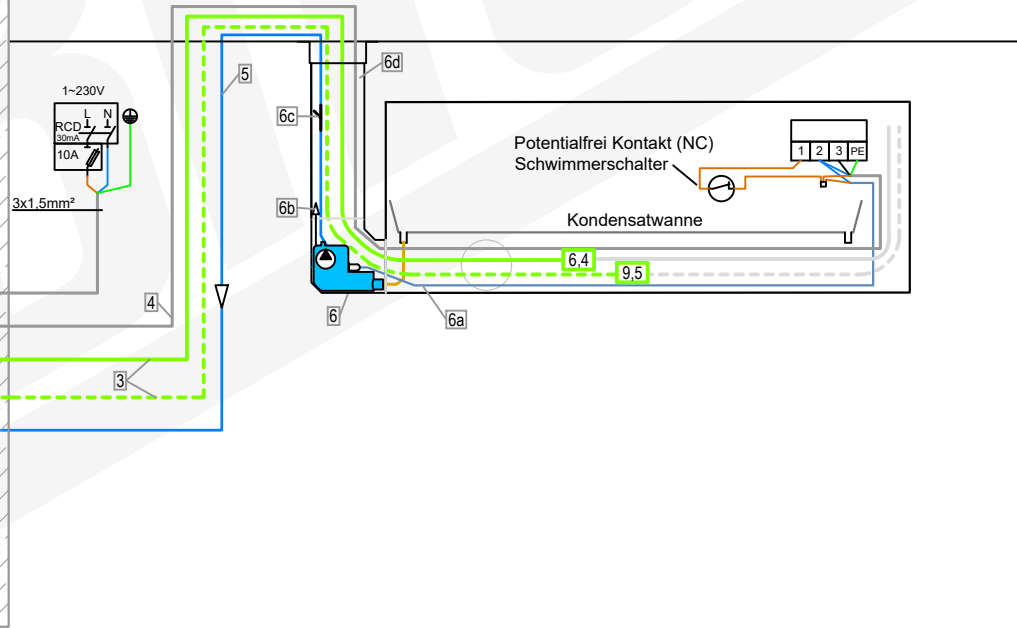 6d
5
1~230V
L N
RCD
30mA
10A
6c
Potentialfrei Kontakt (NC)
Schwimmerschalter
1 2 3 PE
3x1,5mm²
6b
Kondensatwanne
6,4
9,5
4
6
6a
3